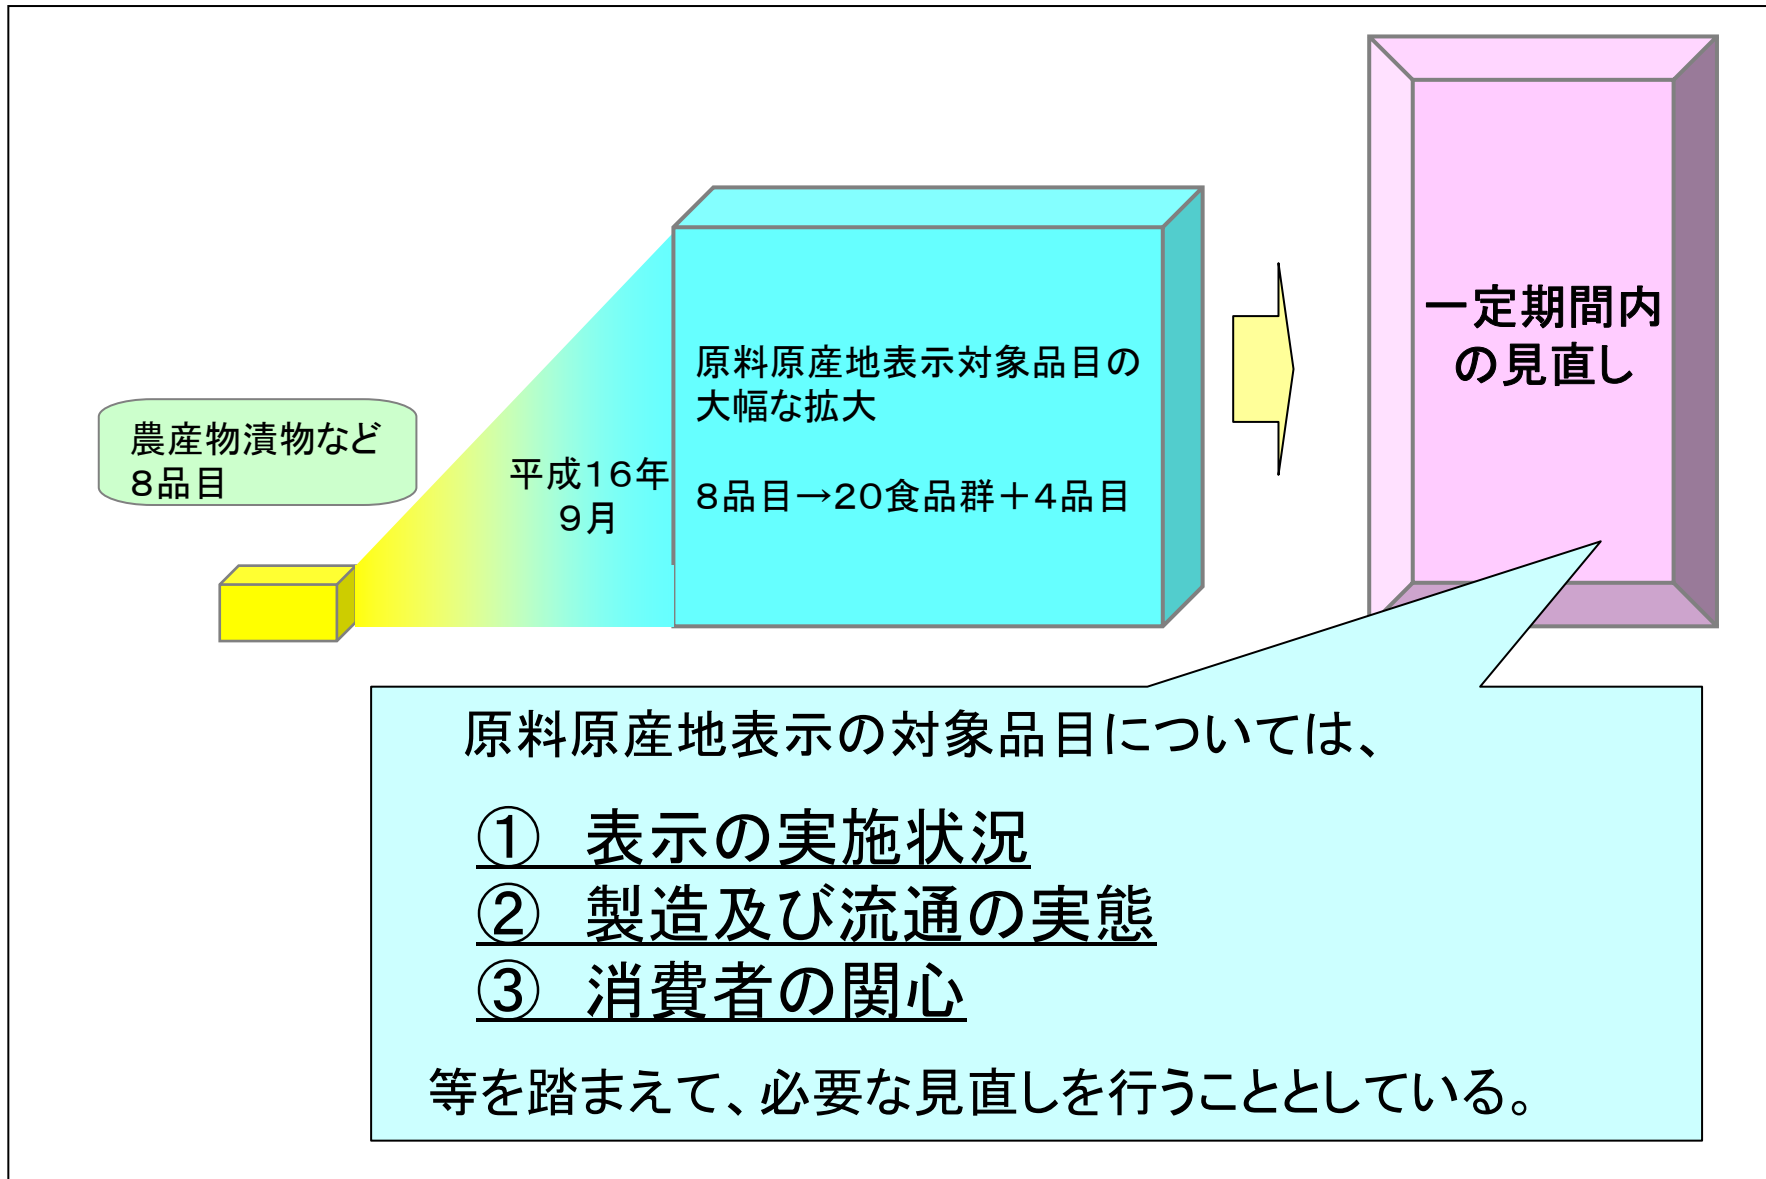 農産物漬物など
8品目
平成16年
9月
原料原産地表示対象品目の
大幅な拡大
8品目→20食品群＋4品目
一定期間内
の見直し
原料原産地表示の対象品目については、
①　表示の実施状況
②　製造及び流通の実態
③　消費者の関心
等を踏まえて、必要な見直しを行うこととしている。